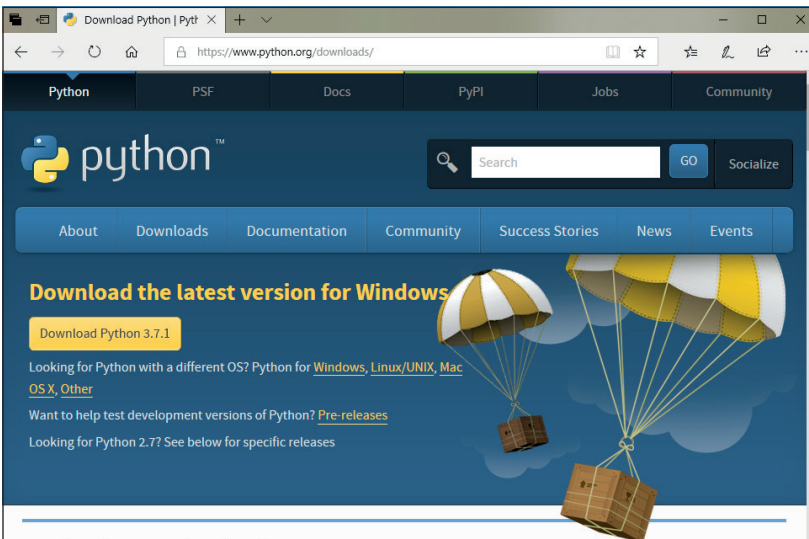 Download Python | Pyth
https://www.python.org/downloads/
Python PSF Docs PyPI Jobs Community
python™
Search GO Socialize
About Downloads Documentation Community Success Stories News Events
Download the latest version for Windows
Download Python 3.7.1
Looking for Python with a different OS? Python for Windows, Linux/UNIX, Mac
OS X, Other
Want to help test development versions of Python? Pre-releases
Looking for Python 2.7? See below for specific releases